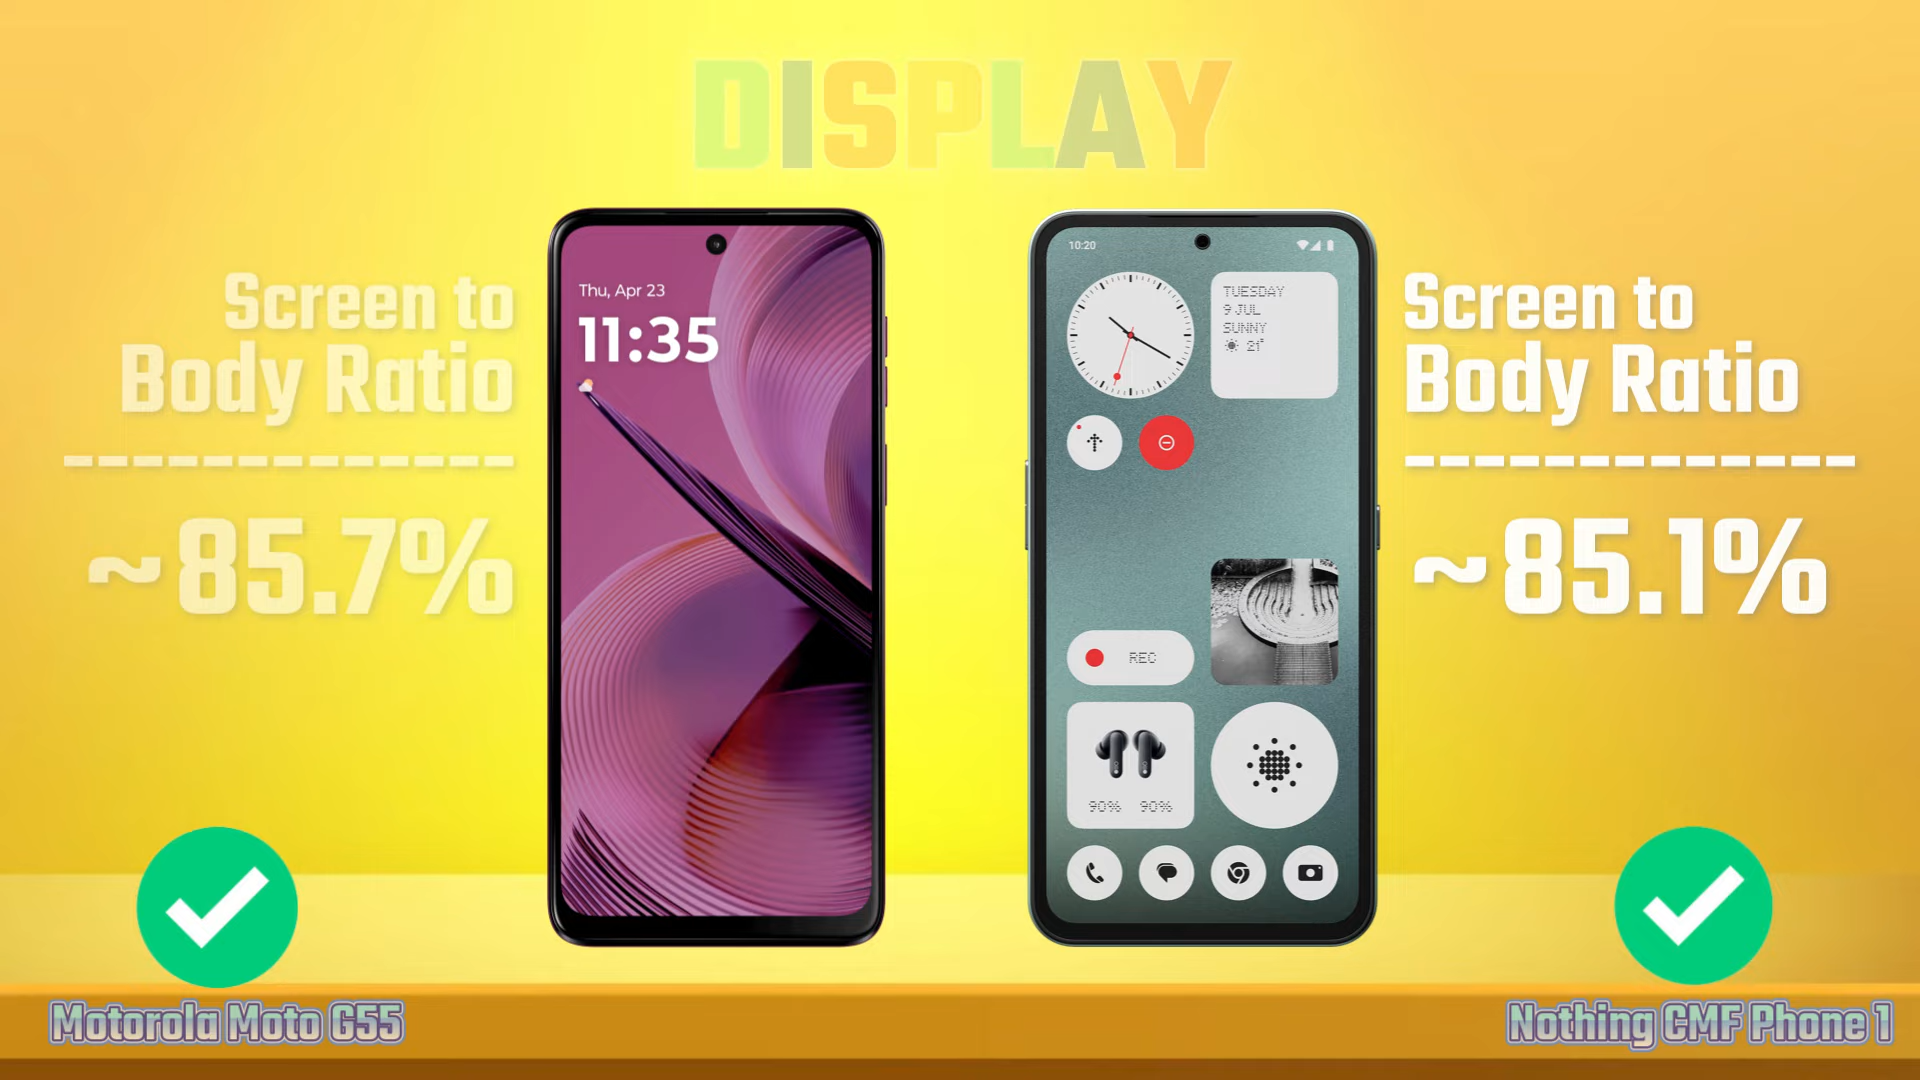 DISPLAY
Screen to
Body Ratio
~85.7%
Thu, Apr 23
11:35
10:20
TUESDAY
9 JUL
SUNNY
21°
REC
90% 90%
Screen to
Body Ratio
~85.1%
Motorola Moto G55
Nothing CMF Phone 1